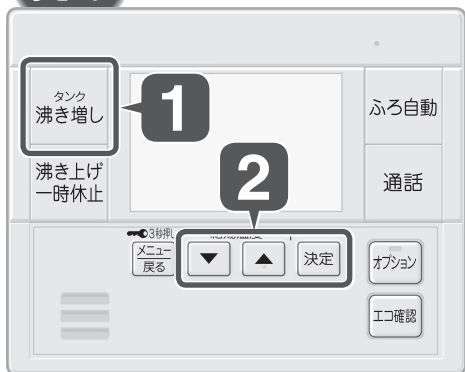 タンク
沸き増し
1
ふろ自動
沸き上げ
一時休止
2
通話
3秒押し
メニュー
戻る
▼
▲
決定
オプション
エコ確認